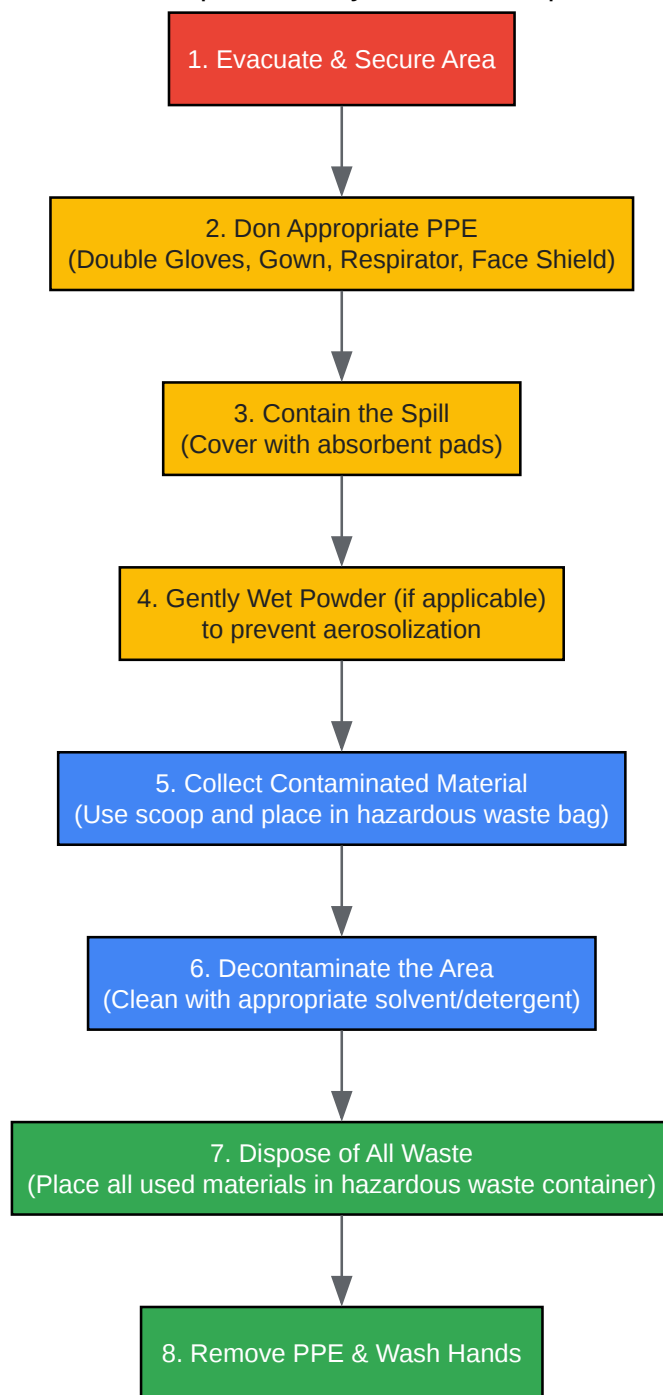 1. Evacuate & Secure Area
2. Don Appropriate PPE
(Double Gloves, Gown, Respirator, Face Shield)
3. Contain the Spill
(Cover with absorbent pads)
4. Gently Wet Powder (if applicable)
to prevent aerosolization
5. Collect Contaminated Material
(Use scoop and place in hazardous waste bag)
6. Decontaminate the Area
(Clean with appropriate solvent/detergent)
7. Dispose of All Waste
(Place all used materials in hazardous waste container)
8. Remove PPE & Wash Hands